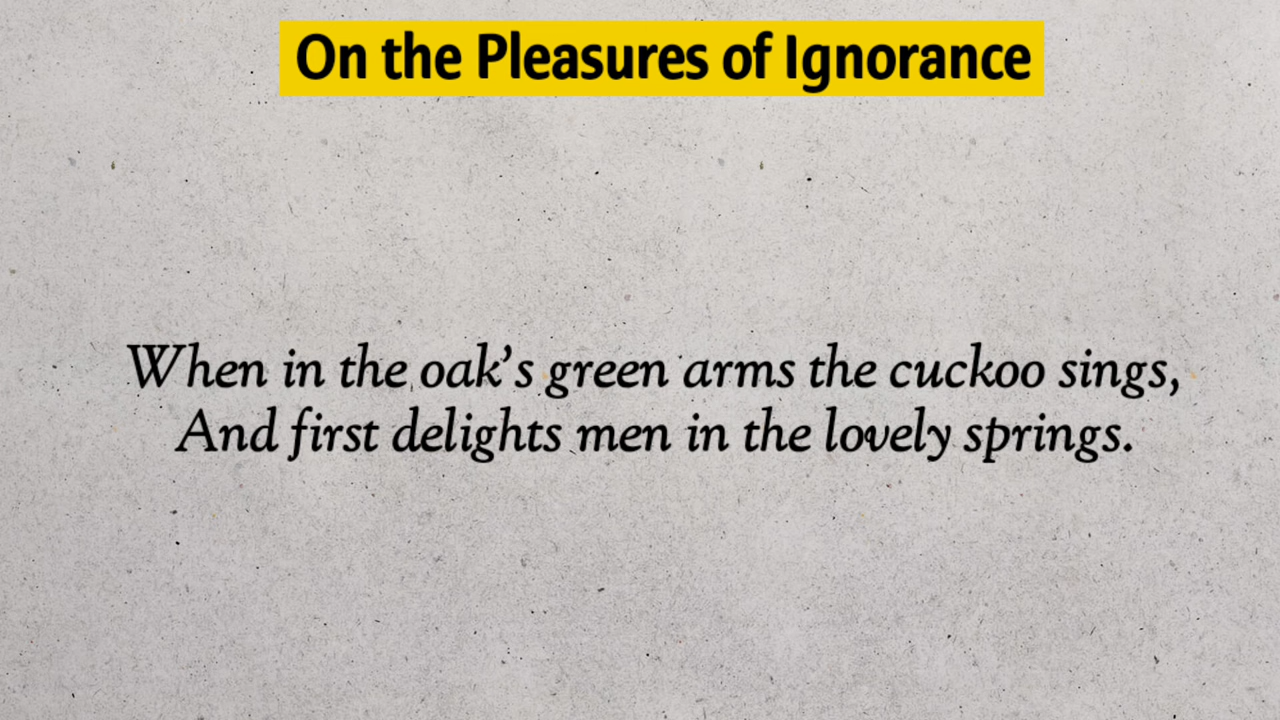 On the Pleasures of Ignorance
When in the oak’s green arms the cuckoo sings,
And first delights men in the lovely springs.